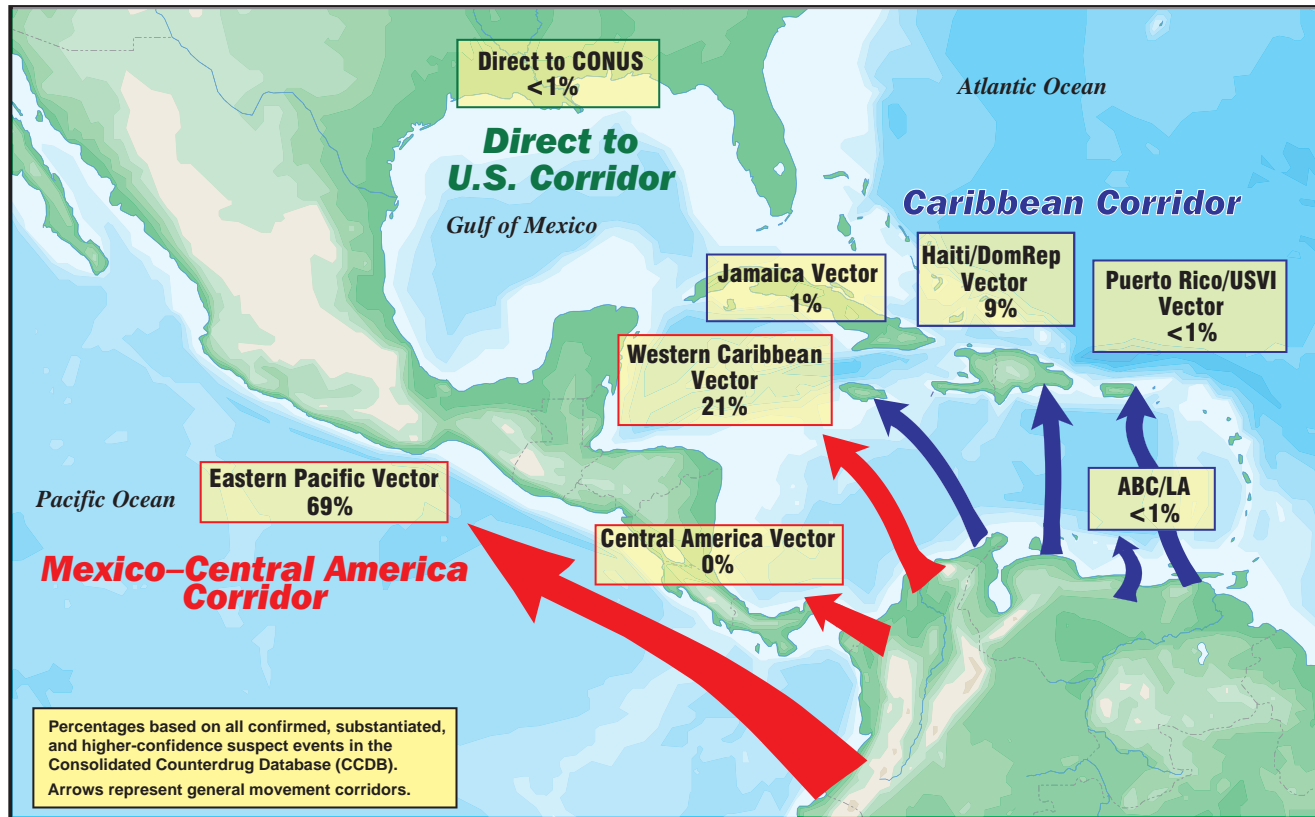 Direct to CONUS
<1%
Atlantic Ocean
Direct to
U.S. Corridor
Gulf of Mexico
Caribbean Corridor
Jamaica Vector
1%
Haiti/DomRep
Vector
9%
Puerto Rico/USVI
Vector
<1%
Western Caribbean
Vector
21%
Pacific Ocean
Eastern Pacific Vector
69%
ABC/LA
<1%
Central America Vector
0%
Mexico–Central America
Corridor
Percentages based on all confirmed, substantiated,
and higher-confidence suspect events in the
Consolidated Counterdrug Database (CCDB).
Arrows represent general movement corridors.